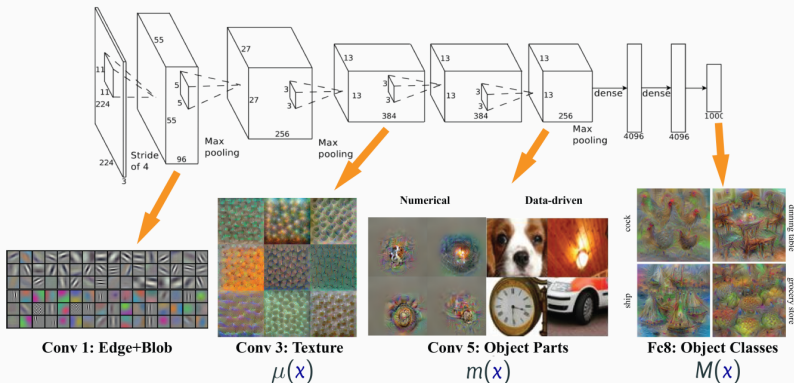 55
27
13
13
13
11
5
3
3
3
11
5
3
3
3
224
55
27
13
13
13
dense
dense
224
3
Stride
of 4
96
Max
pooling
256
Max
pooling
384
384
256
Max
pooling
4096
4096
1000
Numerical
Data-driven
cock
dinning table
ship
grocery store
Conv 1: Edge+Blob
Conv 3: Texture
Conv 5: Object Parts
Fc8: Object Classes
μ(x)
m(x)
M(x)